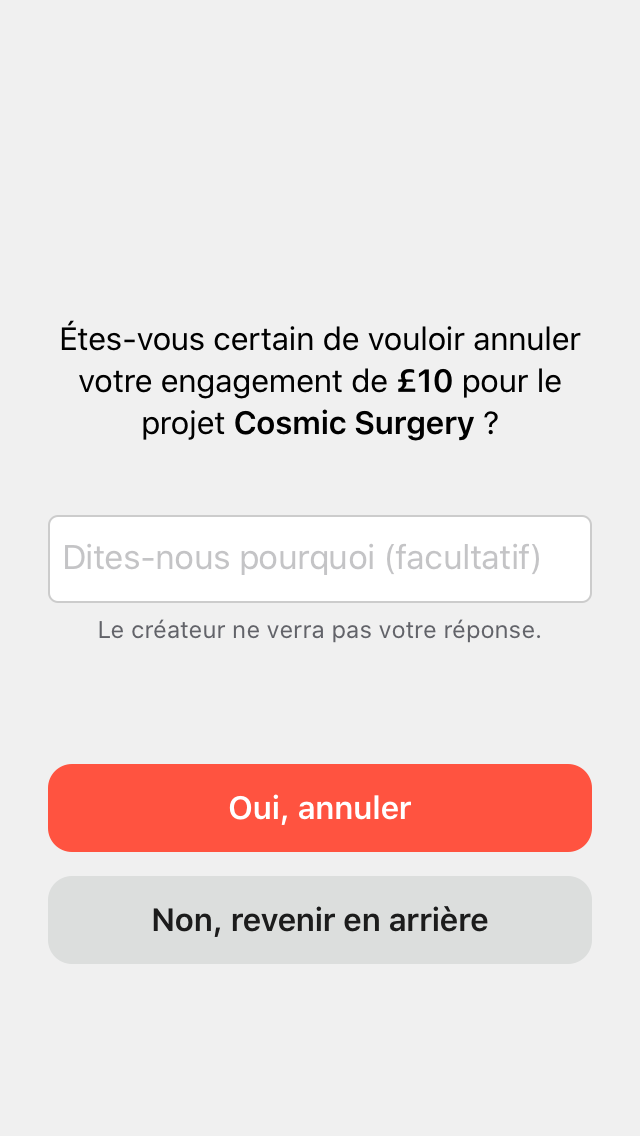 Étes-vous certain de vouloir annuler
votre engagement de £10 pour le
projet Cosmic Surgery ?
Dites-nous pourquoi (facultatif)
Le créateur ne verra pas votre réponse.
Oui, annuler
Non, revenir en arrière